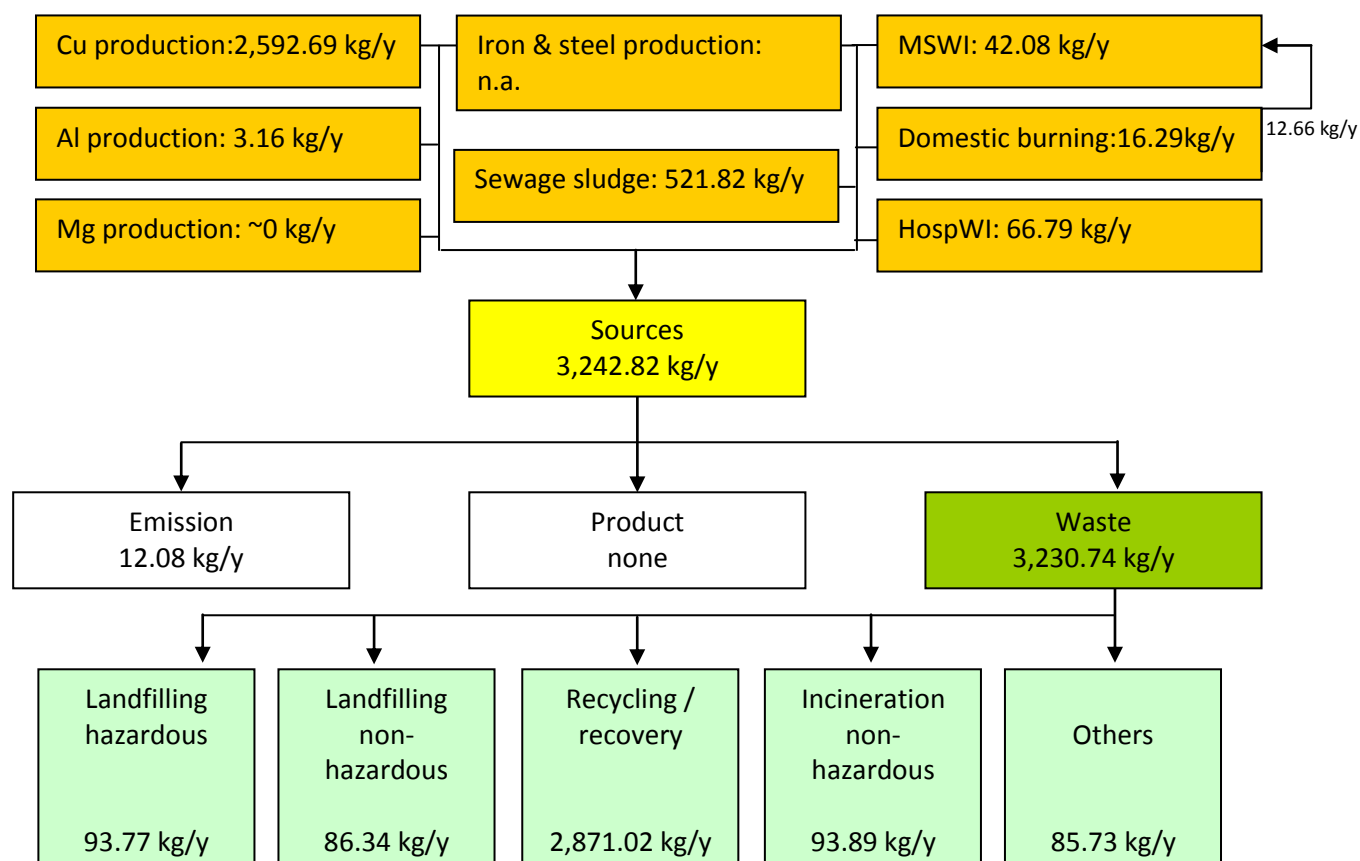 Cu production:2,592.69 kg/y
Iron & steel production:
n.a.
MSWI: 42.08 kg/y
Al production: 3.16 kg/y
Sewage sludge: 521.82 kg/y
Domestic burning:16.29kg/y
12.66 kg/y
Mg production: ~0 kg/y
HospWI: 66.79 kg/y
Sources
3,242.82 kg/y
Emission
12.08 kg/y
Product
none
Waste
3,230.74 kg/y
Landfilling
hazardous
93.77 kg/y
Landfilling
non-
hazardous
86.34 kg/y
Recycling /
recovery
2,871.02 kg/y
Incineration
non-
hazardous
93.89 kg/y
Others
85.73 kg/y